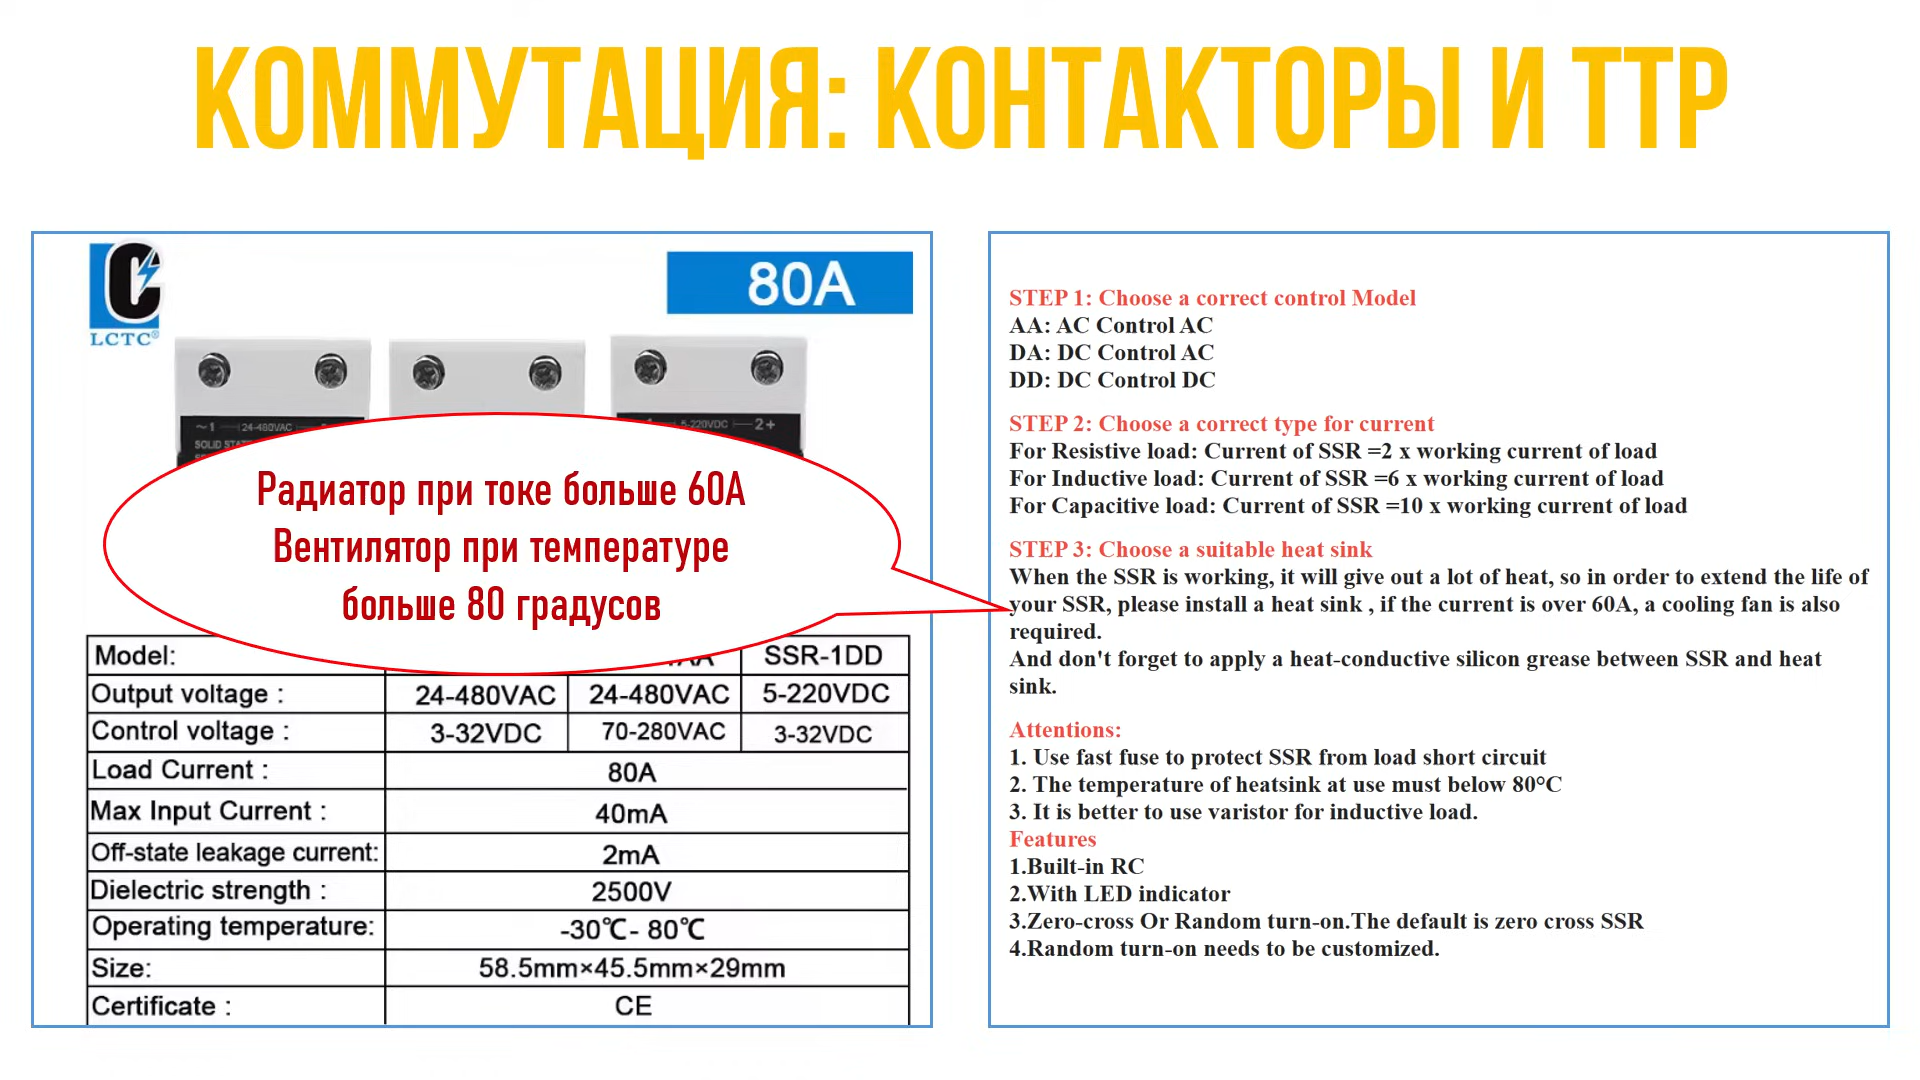 КОММУТАЦИЯ: КОНТАКТОРЫ И ТТР
LCTC®
80A
~1 24-480VAC
SOLID STATE
5-220VDC 2+
Радиатор при токе больше 60А
Вентилятор при температуре
больше 80 градусов
Model: SSR-1DD
Output voltage : 24-480VAC 24-480VAC 5-220VDC
Control voltage : 3-32VDC 70-280VAC 3-32VDC
Load Current : 80A
Max Input Current : 40mA
Off-state leakage current: 2mA
Dielectric strength : 2500V
Operating temperature: -30℃- 80℃
Size: 58.5mm×45.5mm×29mm
Certificate : CE
STEP 1: Choose a correct control Model
AA: AC Control AC
DA: DC Control AC
DD: DC Control DC
STEP 2: Choose a correct type for current
For Resistive load: Current of SSR =2 x working current of load
For Inductive load: Current of SSR =6 x working current of load
For Capacitive load: Current of SSR =10 x working current of load
STEP 3: Choose a suitable heat sink
When the SSR is working, it will give out a lot of heat, so in order to extend the life of
your SSR, please install a heat sink , if the current is over 60A, a cooling fan is also
required.
And don't forget to apply a heat-conductive silicon grease between SSR and heat
sink.
Attentions:
1. Use fast fuse to protect SSR from load short circuit
2. The temperature of heatsink at use must below 80°C
3. It is better to use varistor for inductive load.
Features
1.Built-in RC
2.With LED indicator
3.Zero-cross Or Random turn-on.The default is zero cross SSR
4.Random turn-on needs to be customized.